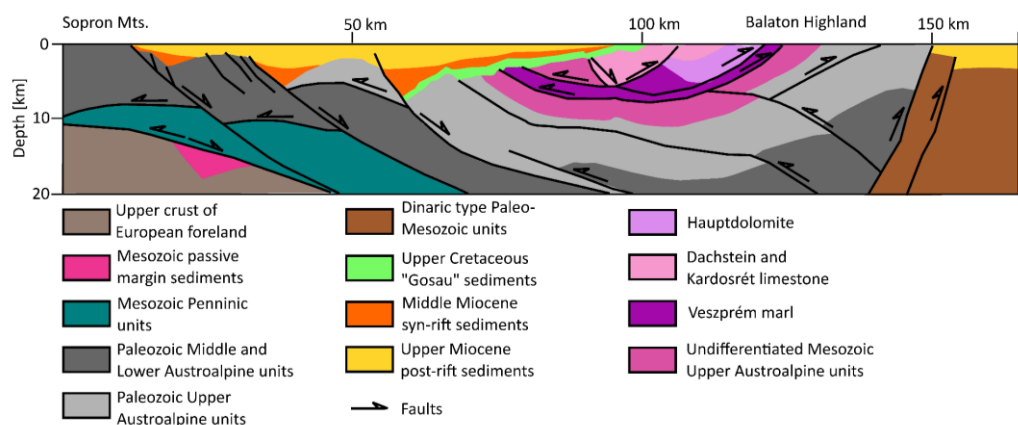 Sopron Mts.
50 km
100 km
Balaton Highland
150 km
0
10
20
Depth [km]
Upper crust of
European foreland
Mesozoic passive
margin sediments
Mesozoic Penninic
units
Paleozoic Middle and
Lower Austroalpine units
Paleozoic Upper
Austroalpine units
Dinaric type Paleo-
Mesozoic units
Upper Cretaceous
"Gosau" sediments
Middle Miocene
syn-rift sediments
Upper Miocene
post-rift sediments
Faults
Hauptdolomite
Dachstein and
Kardosrét limestone
Veszprém marl
Undifferentiated Mesozoic
Upper Austroalpine units